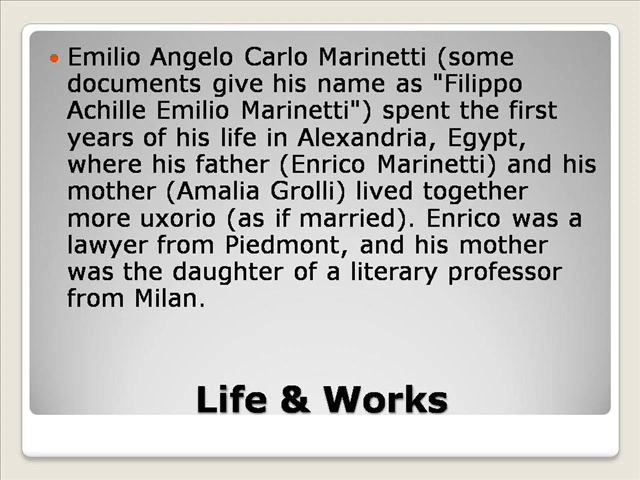 Emilio Angelo Carlo Marinetti (some
documents give his name as "Filippo
Achille Emilio Marinetti") spent the first
years of his life in Alexandria, Egypt,
where his father (Enrico Marinetti) and his
mother (Amalia Grolli) lived together
more uxorio (as if married). Enrico was a
lawyer from Piedmont, and his mother
was the daughter of a literary professor
from Milan.
Life & Works